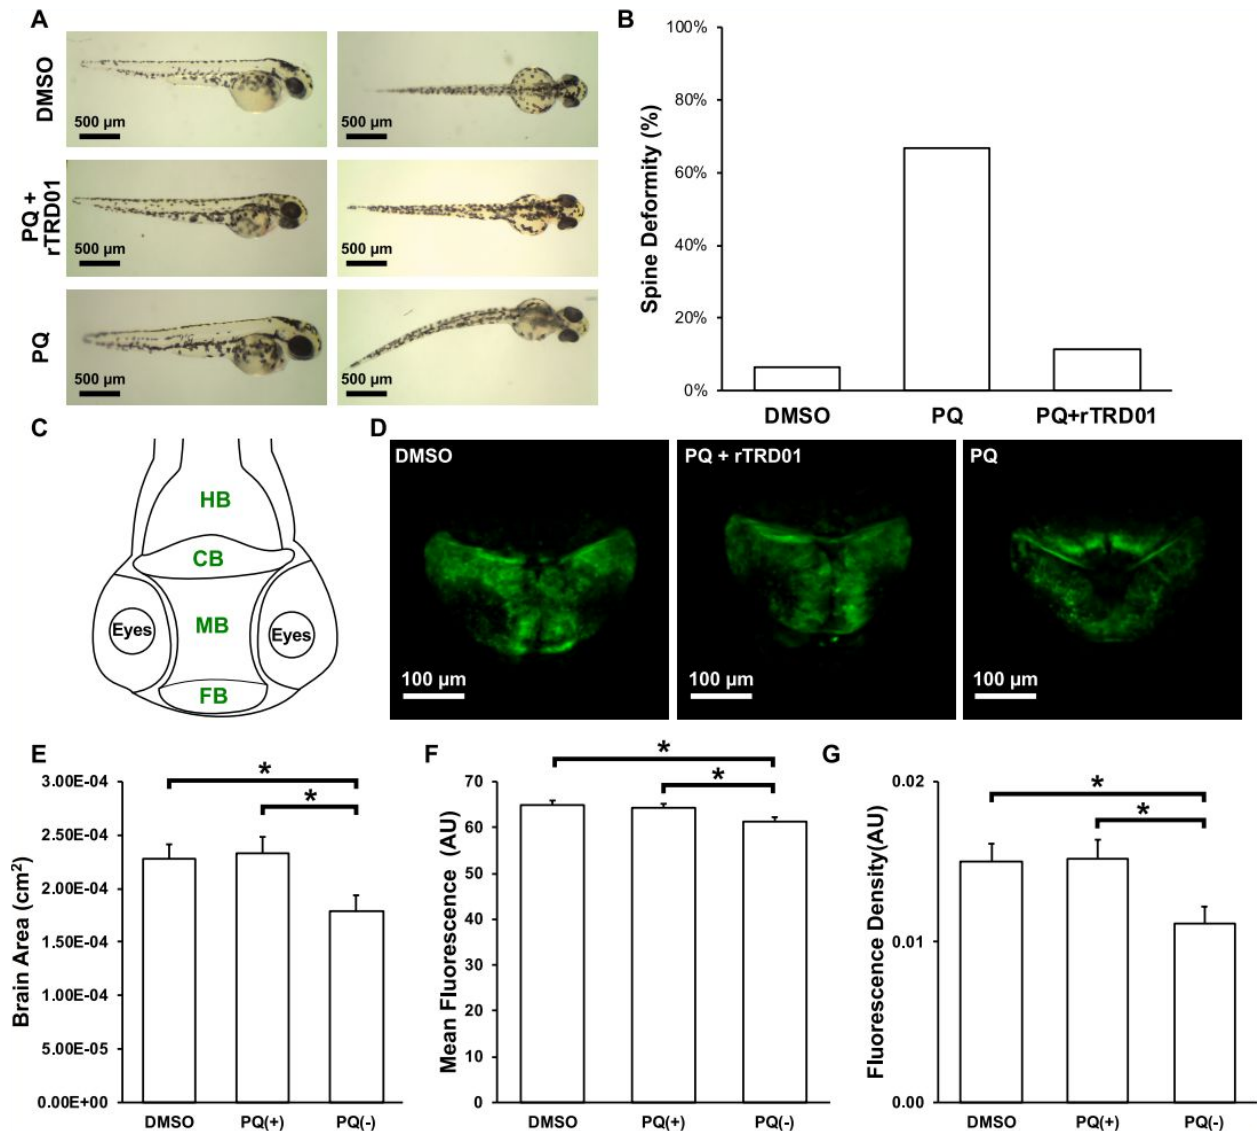 A
DMSO
500 µm
500 µm
PQ +
rTRD01
500 µm
500 µm
PQ
500 µm
500 µm
B
Spine Deformity (%)
100%
80%
60%
40%
20%
0%
DMSO
PQ
PQ+rTRD01
C
HB
CB
MB
FB
Eyes
Eyes
D
DMSO
100 µm
PQ + rTRD01
100 µm
PQ
100 µm
E
Brain Area (cm²)
3.00E-04
2.50E-04
2.00E-04
1.50E-04
1.00E-04
5.00E-05
0.00E+00
*
*
DMSO
PQ(+)
PQ(-)
F
Mean Fluorescence (AU)
70
60
50
40
30
20
10
0
*
*
DMSO
PQ(+)
PQ(-)
G
Fluorescence Density(AU)
0.02
0.01
0.00
*
*
DMSO
PQ(+)
PQ(-)